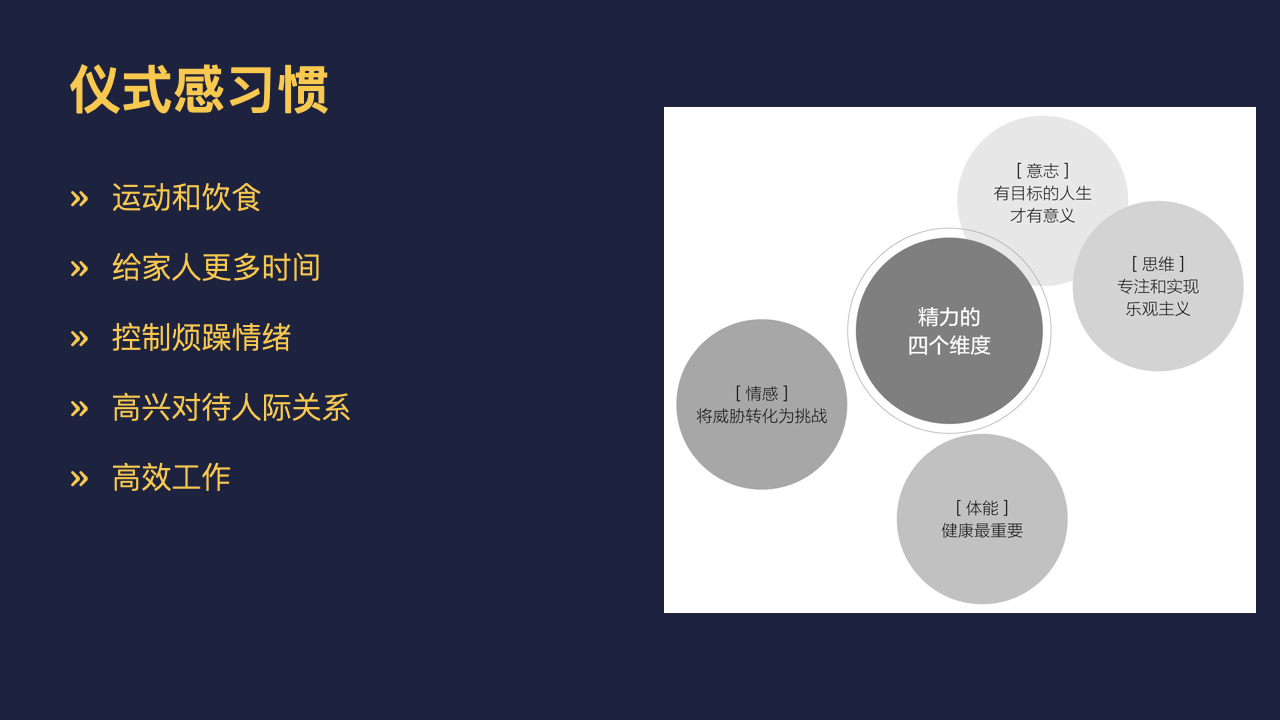 仪式感习惯
» 运动和饮食
» 给家人更多时间
» 控制烦躁情绪
» 高兴对待人际关系
» 高效工作
[ 意志 ]
有目标的人生
才有意义
[ 思维 ]
专注和实现
乐观主义
精力的
四个维度
[ 情感 ]
将威胁转化为挑战
[ 体能 ]
健康最重要